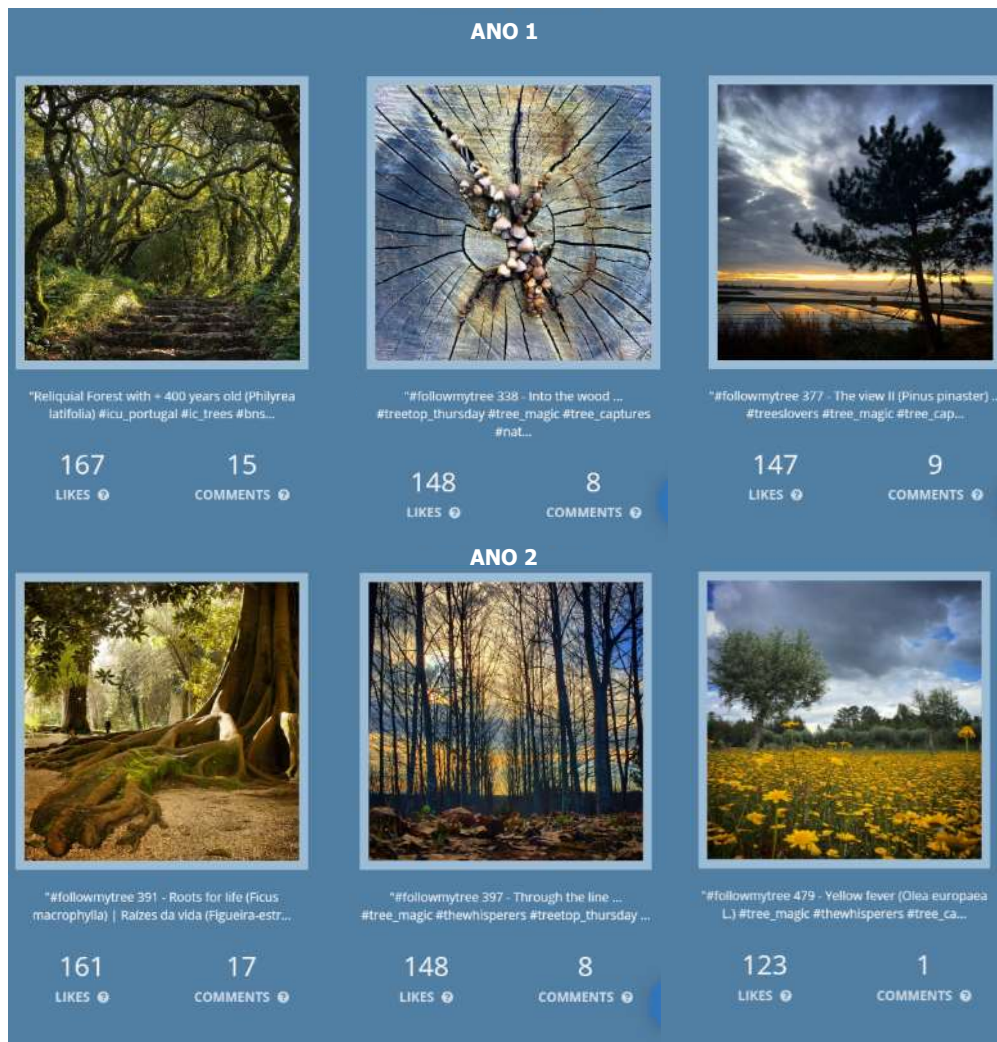 ANO 1
"Reliquial Forest with + 400 years old (Philyrea
latifolia) #icu_portugal #ic_trees #bns...
167
LIKES
15
COMMENTS
"#followmytree 338 - Into the wood ...
#treetop_thursday #tree_magic #tree_captures
#nat...
148
LIKES
8
COMMENTS
"#followmytree 377 - The view II (Pinus pinaster) ...
#treeslovers #tree_magic #tree_cap...
147
LIKES
9
COMMENTS
ANO 2
"#followmytree 391 - Roots for life (Ficus
macrophylla) | Raízes da vida (Figueira-estr...
161
LIKES
17
COMMENTS
"#followmytree 397 - Through the line ...
#tree_magic #thewhisperers #treetop_thursday ...
148
LIKES
8
COMMENTS
"#followmytree 479 - Yellow fever (Olea europaea
L.) #tree_magic #thewhisperers #tree_ca...
123
LIKES
1
COMMENTS